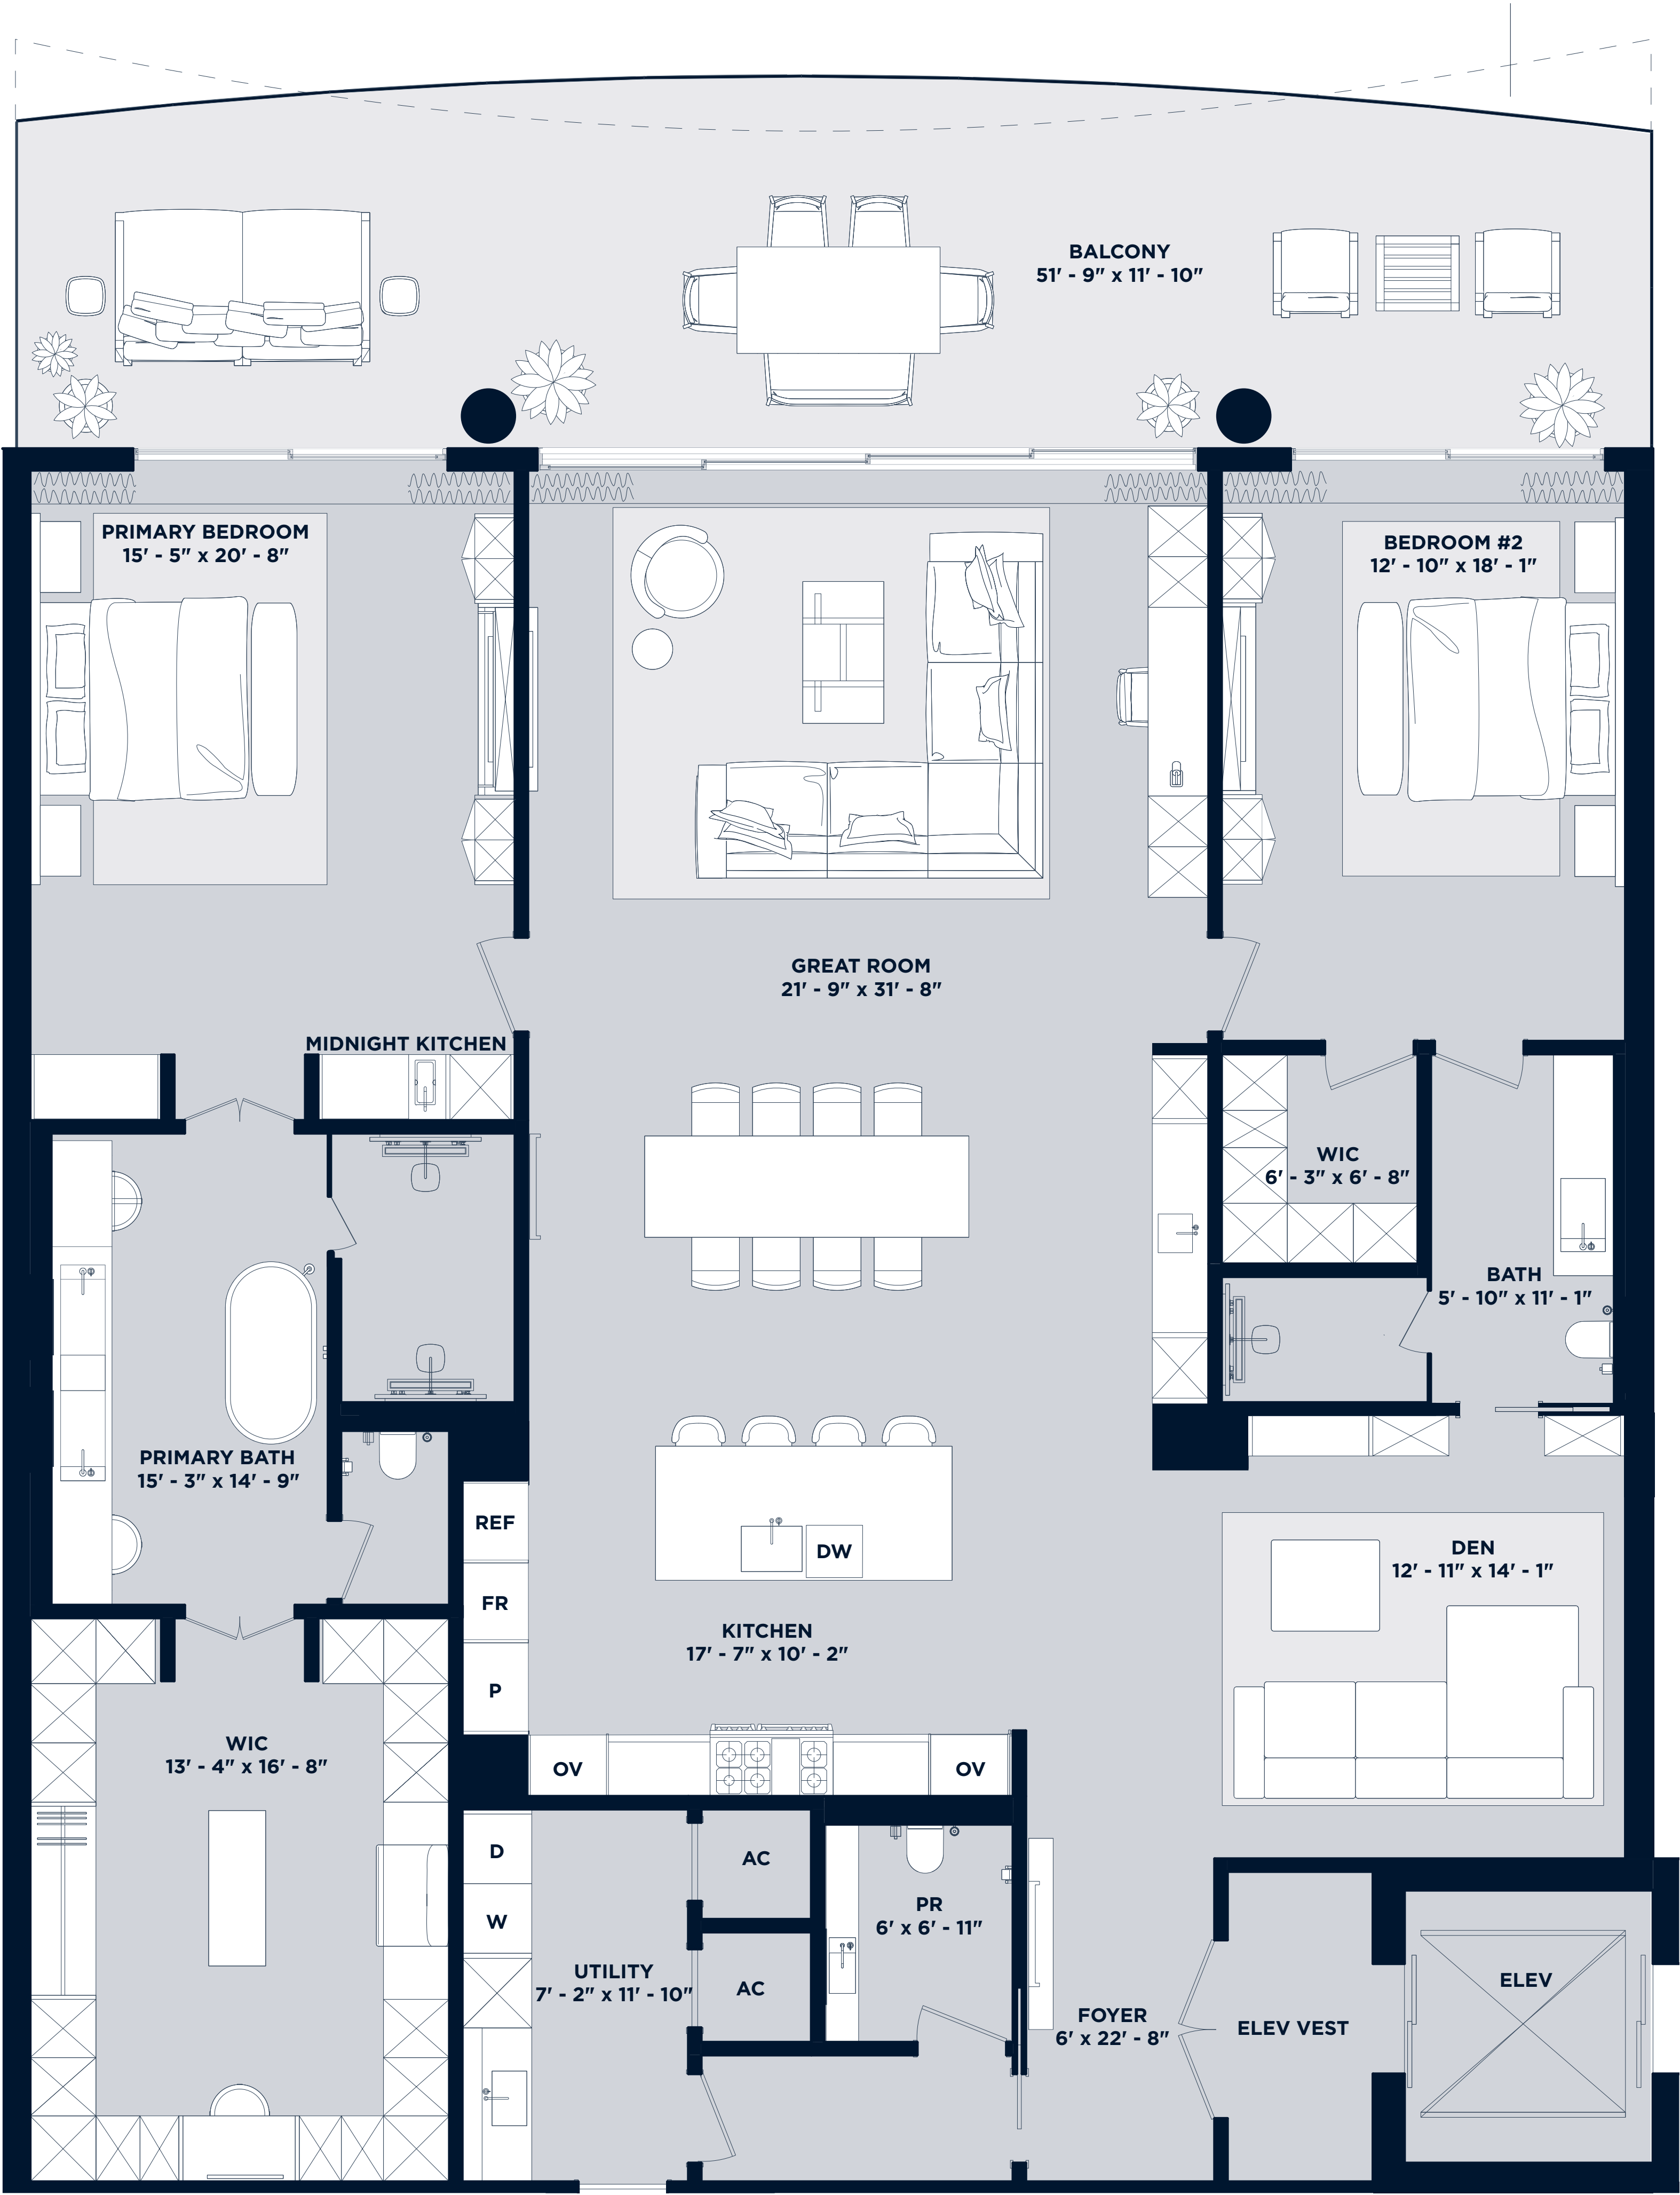 BALCONY
51' - 9" x 11' - 10"
PRIMARY BEDROOM
15' - 5" x 20' - 8"
BEDROOM #2
12' - 10" x 18' - 1"
GREAT ROOM
21' - 9" x 31' - 8"
MIDNIGHT KITCHEN
WIC
6' - 3" x 6' - 8"
BATH
5' - 10" x 11' - 1"
PRIMARY BATH
15' - 3" x 14' - 9"
REF
DW
DEN
12' - 11" x 14' - 1"
FR
KITCHEN
17' - 7" x 10' - 2"
P
WIC
13' - 4" x 16' - 8"
OV
OV
D
AC
W
PR
6' x 6' - 11"
UTILITY
7' - 2" x 11' - 10"
AC
ELEV
FOYER
6' x 22' - 8"
ELEV VEST